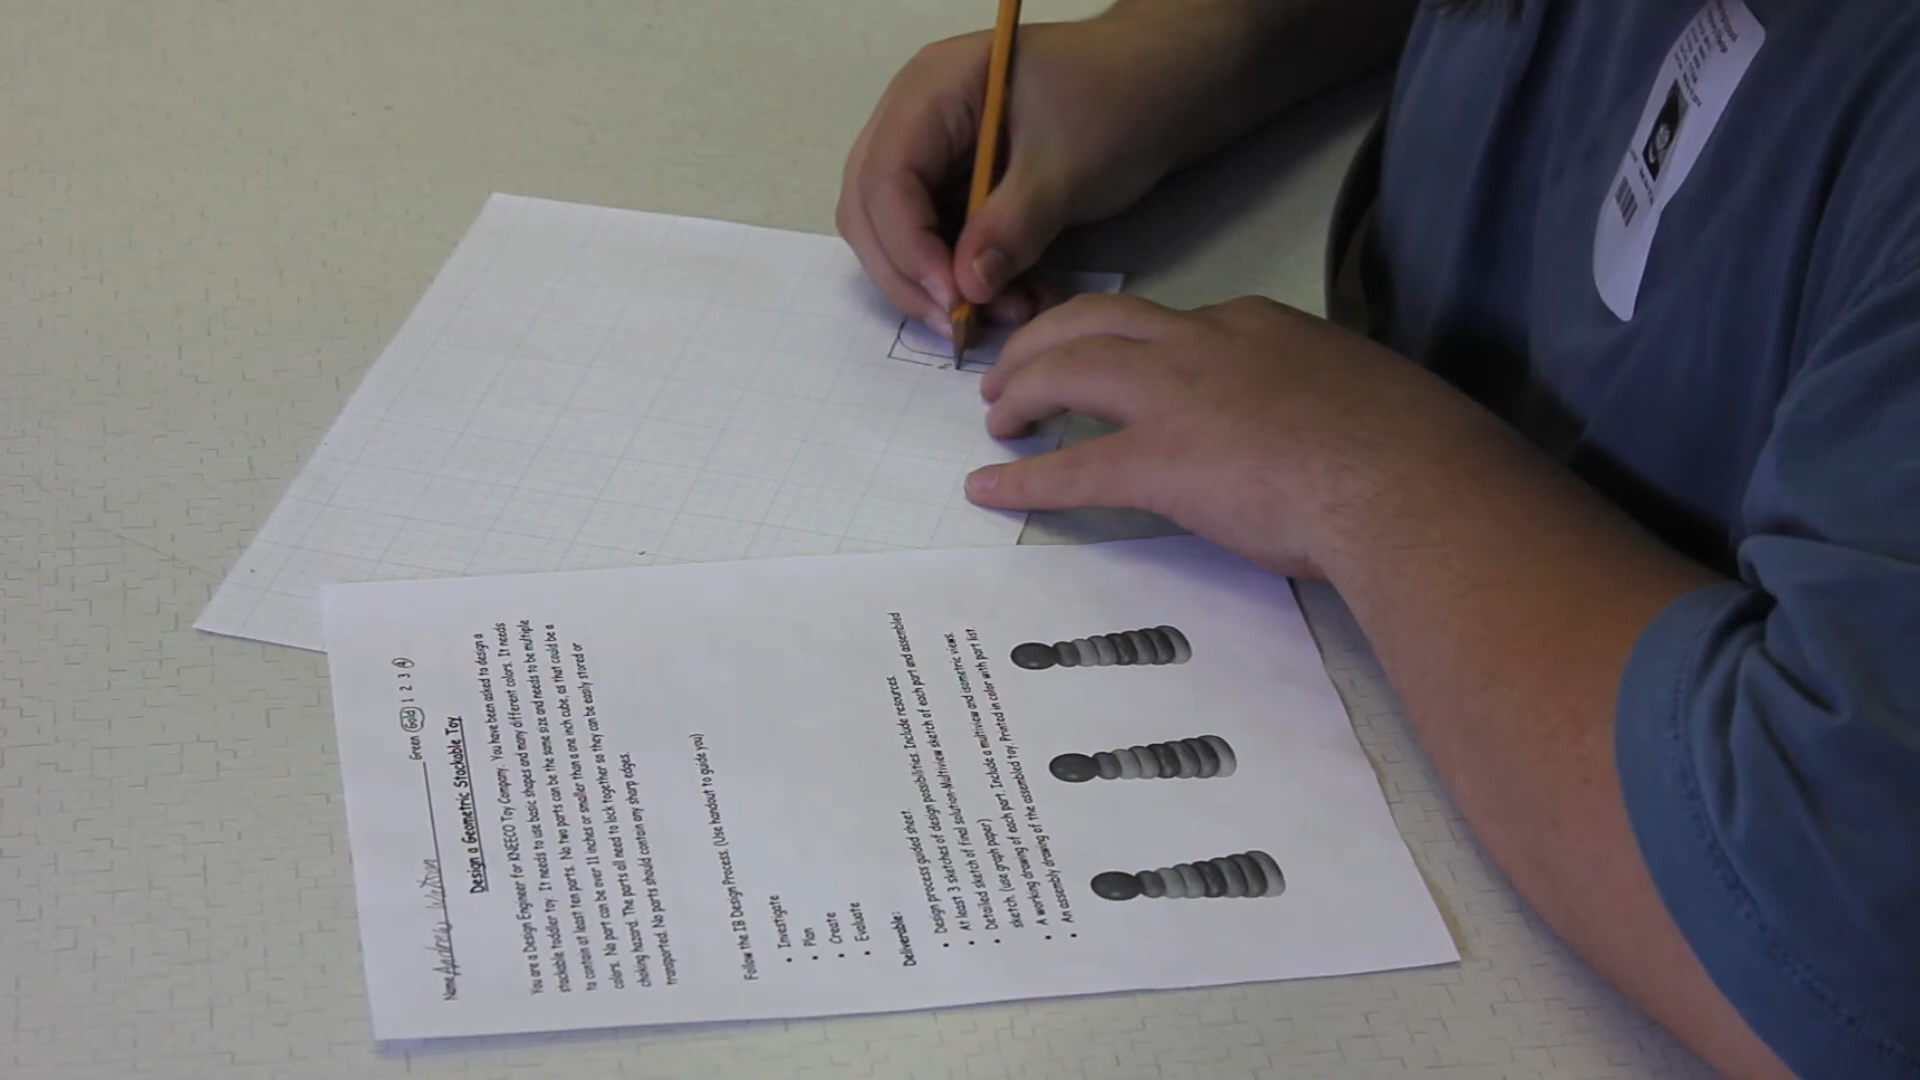 Name Andrew Watson Green Gold 1 2 3 4
Design a Geometric Stackable Toy
You are a Design Engineer for KNEECO Toy Company. You have been asked to design a
stackable toddler toy. It needs to use basic shapes and many different colors. It needs
to contain at least ten parts. No two parts can be the same size and needs to be multiple
colors. No part can be over 11 inches or smaller than a one inch cube, as that could be a
choking hazard. The parts all need to lock together so they can be easily stored or
transported. No parts should contain any sharp edges.
Follow the IB Design Process. (Use handout to guide you)
• Investigate
• Plan
• Create
• Evaluate
Deliverable:
• Design process guided sheet.
• At least 3 sketches of design possibilities. Include resources.
• Detailed sketch of final solution-Multiview sketch of each part and assembled
sketch. (use graph paper)
• A working drawing of each part. Include a multiview and isometric views.
• An assembly drawing of the assembled toy. Printed in color with part list.